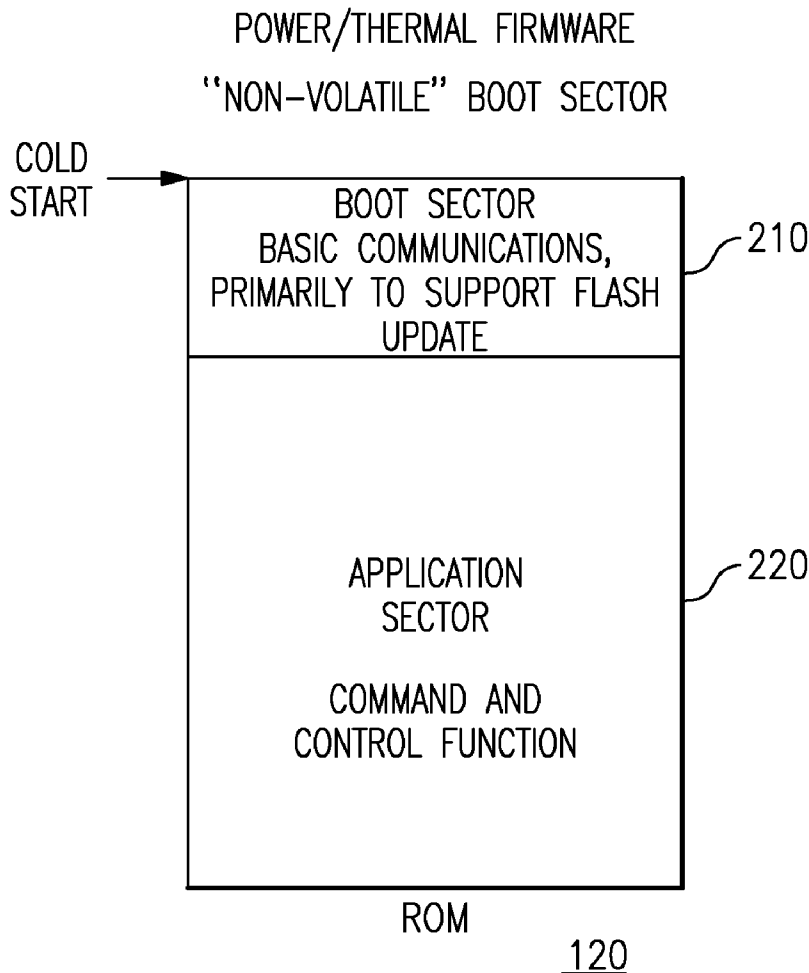 POWER/THERMAL FIRMWARE
“NON-VOLATILE” BOOT SECTOR
COLD
START
BOOT SECTOR
BASIC COMMUNICATIONS,
PRIMARILY TO SUPPORT FLASH
UPDATE
210
APPLICATION
SECTOR
220
COMMAND AND
CONTROL FUNCTION
ROM
120